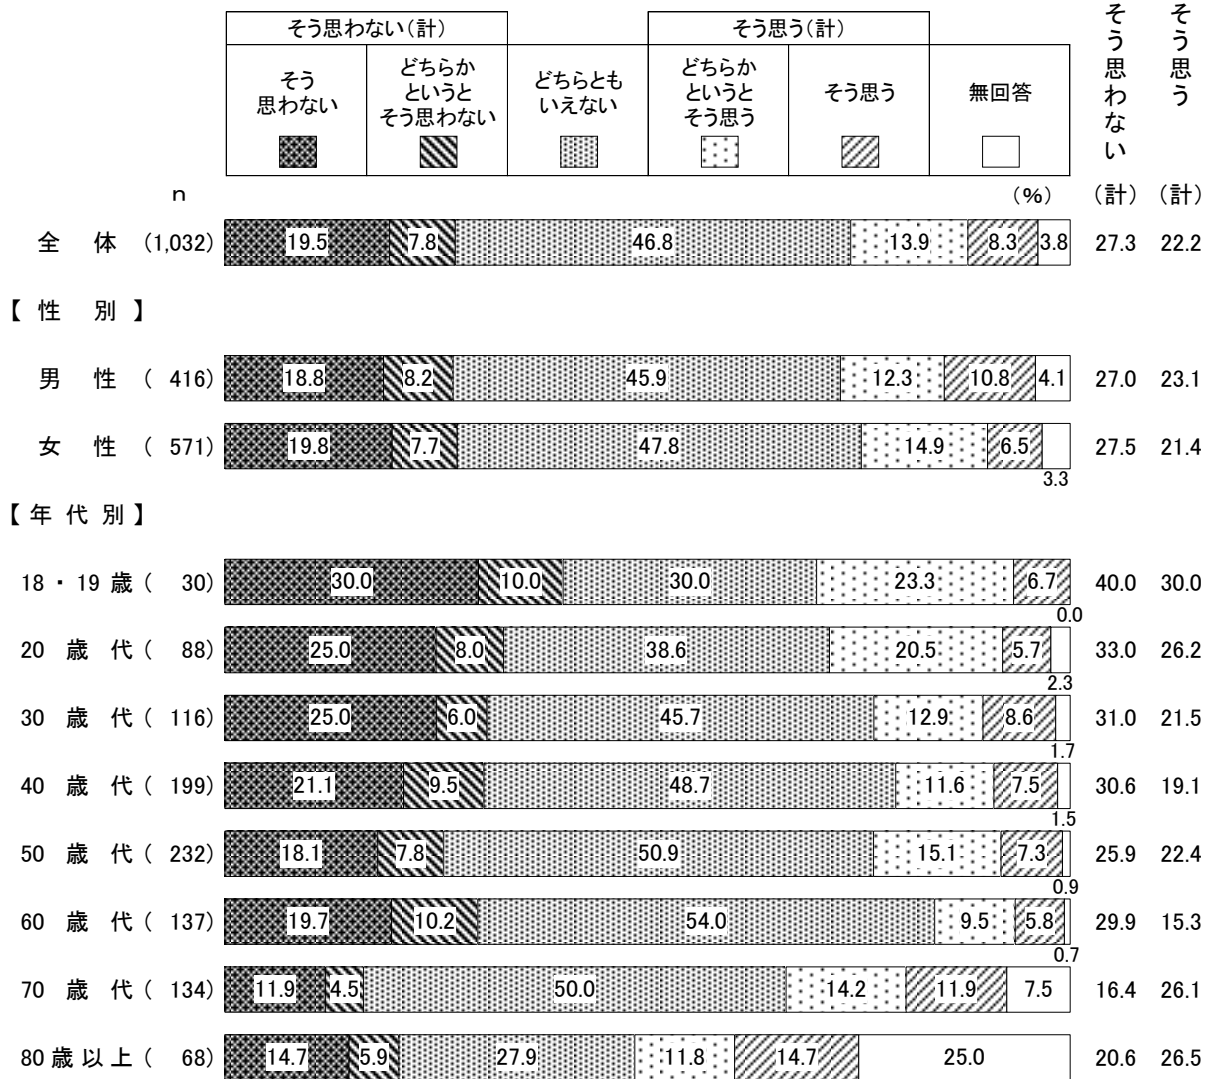 そう思わない(計) そう思う(計) そう思わない そう思う
そう思わない どちらかというとそう思わない どちらともいえない どちらかというとそう思う そう思う 無回答
n (%) (計) (計)
全体 (1,032) 19.5 7.8 46.8 13.9 8.3 3.8 27.3 22.2
【性別】
男性 ( 416) 18.8 8.2 45.9 12.3 10.8 4.1 27.0 23.1
女性 ( 571) 19.8 7.7 47.8 14.9 6.5 3.3 27.5 21.4
【年代別】
18・19歳 ( 30) 30.0 10.0 30.0 23.3 6.7 0.0 40.0 30.0
20歳代 ( 88) 25.0 8.0 38.6 20.5 5.7 2.3 33.0 26.2
30歳代 ( 116) 25.0 6.0 45.7 12.9 8.6 1.7 31.0 21.5
40歳代 ( 199) 21.1 9.5 48.7 11.6 7.5 1.5 30.6 19.1
50歳代 ( 232) 18.1 7.8 50.9 15.1 7.3 0.9 25.9 22.4
60歳代 ( 137) 19.7 10.2 54.0 9.5 5.8 0.7 29.9 15.3
70歳代 ( 134) 11.9 4.5 50.0 14.2 11.9 7.5 16.4 26.1
80歳以上 ( 68) 14.7 5.9 27.9 11.8 14.7 25.0 20.6 26.5